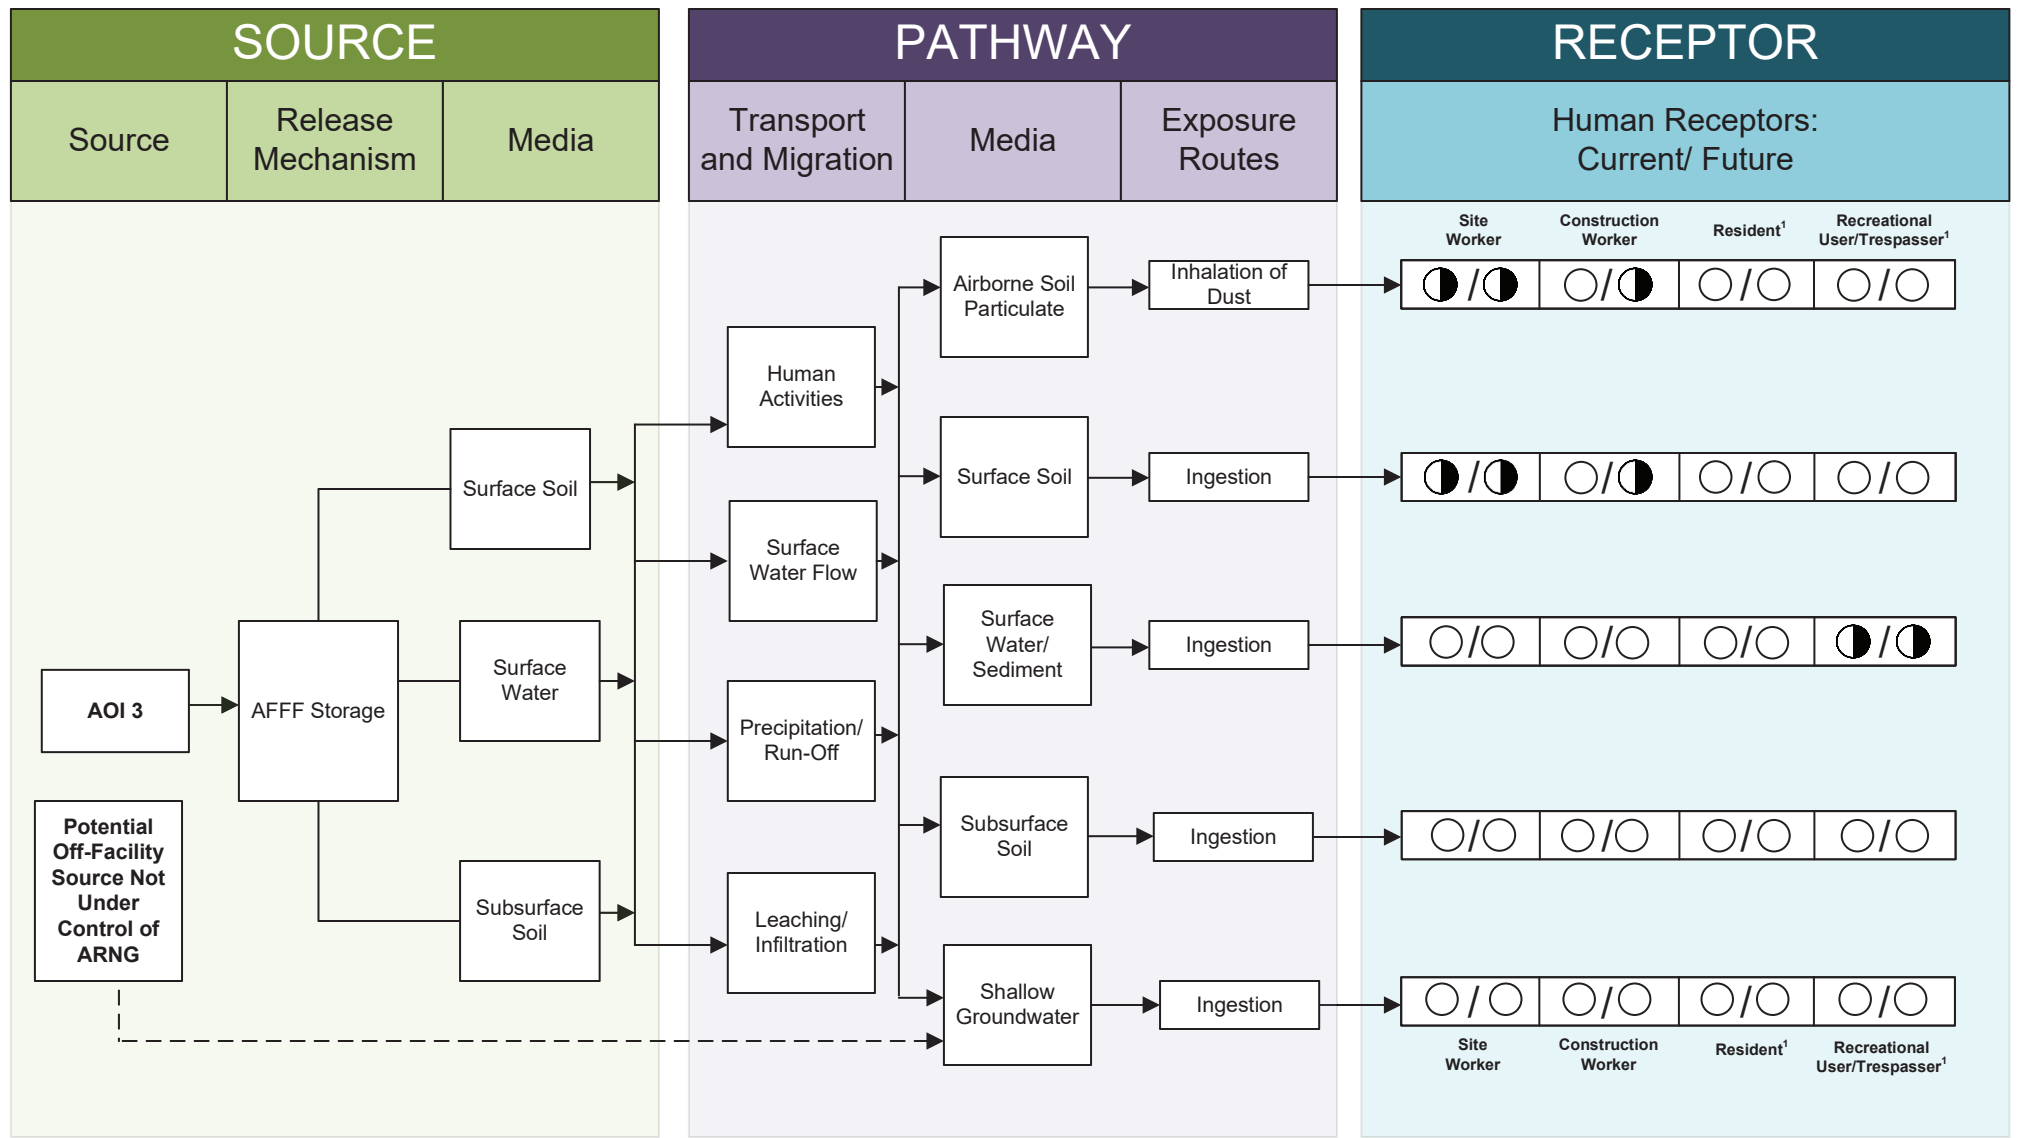 SOURCE
Source
Release
Mechanism
Media
PATHWAY
Transport
and Migration
Media
Exposure
Routes
RECEPTOR
Human Receptors:
Current/ Future
AOI 3
Potential
Off-Facility
Source Not
Under
Control of
ARNG
AFFF Storage
Surface Soil
Surface
Water
Subsurface
Soil
Human
Activities
Surface
Water Flow
Precipitation/
Run-Off
Leaching/
Infiltration
Airborne Soil
Particulate
Surface Soil
Surface
Water/
Sediment
Subsurface
Soil
Shallow
Groundwater
Inhalation of
Dust
Ingestion
Ingestion
Ingestion
Ingestion
Site
Worker
Construction
Worker
Resident¹
Recreational
User/Trespasser¹
/ / / /
/ / / /
/ / / /
/ / / /
/ / / /
Site
Worker
Construction
Worker
Resident¹
Recreational
User/Trespasser¹